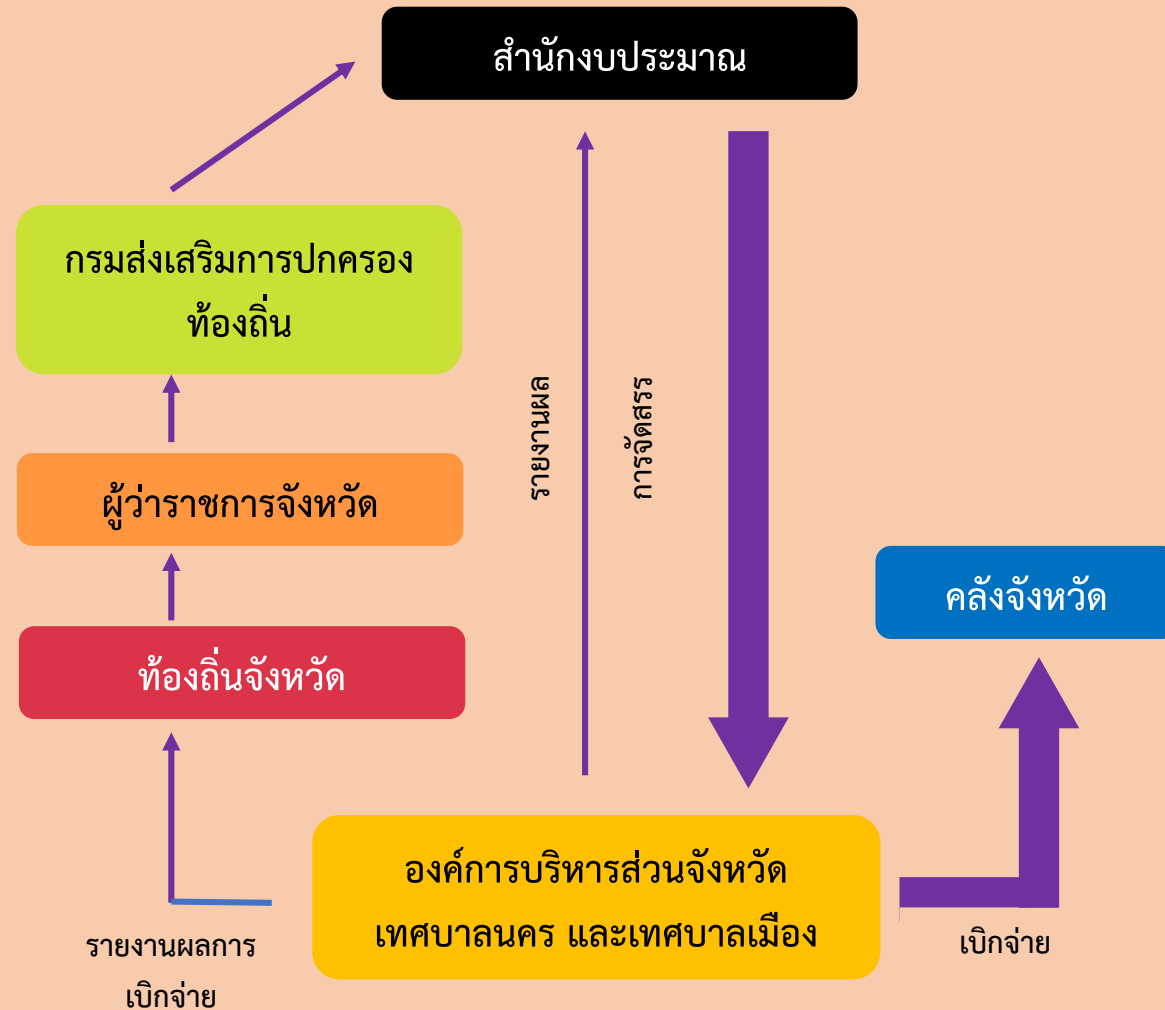 สำนักงบประมาณ
กรมส่งเสริมการปกครอง
ท้องถิ่น
รายงานผล
การจัดสรร
ผู้ว่าราชการจังหวัด
คลังจังหวัด
ท้องถิ่นจังหวัด
องค์การบริหารส่วนจังหวัด
เทศบาลนคร และเทศบาลเมือง
รายงานผลการ
เบิกจ่าย
เบิกจ่าย